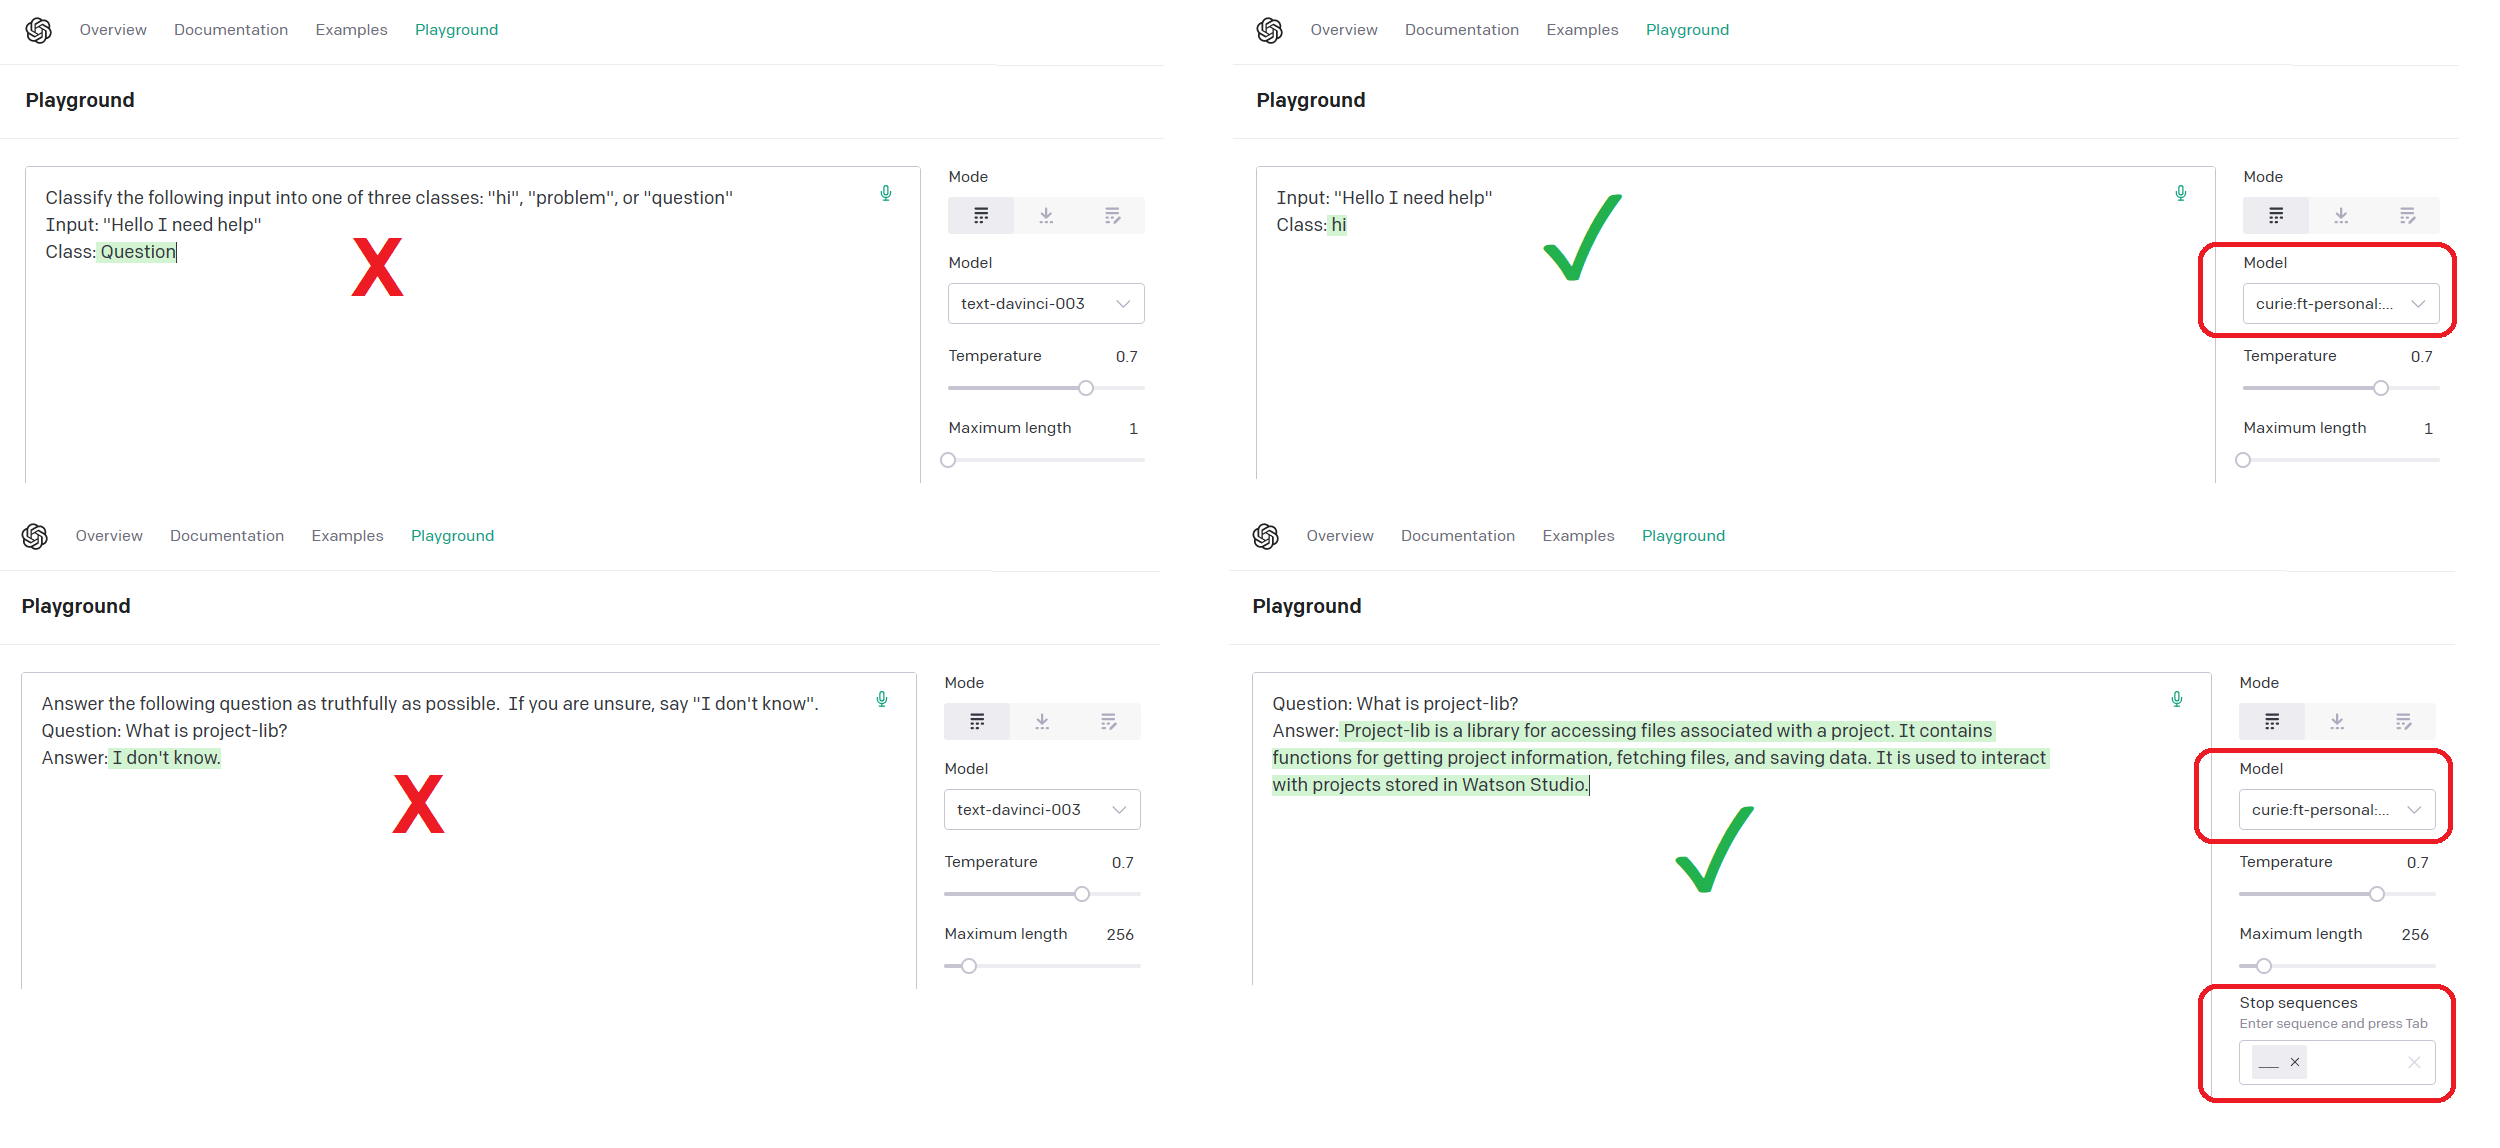 Overview Documentation Examples Playground
Playground
Classify the following input into one of three classes: "hi", "problem", or "question"
Input: "Hello I need help"
Class: Question
X
Mode
Model
text-davinci-003
Temperature 0.7
Maximum length 1
Overview Documentation Examples Playground
Playground
Input: "Hello I need help"
Class: hi
Mode
Model
curie:ft-personal:...
Temperature 0.7
Maximum length 1
Overview Documentation Examples Playground
Playground
Answer the following question as truthfully as possible.  If you are unsure, say "I don't know".
Question: What is project-lib?
Answer: I don't know.
X
Mode
Model
text-davinci-003
Temperature 0.7
Maximum length 256
Overview Documentation Examples Playground
Playground
Question: What is project-lib?
Answer: Project-lib is a library for accessing files associated with a project. It contains
functions for getting project information, fetching files, and saving data. It is used to interact
with projects stored in Watson Studio.
Mode
Model
curie:ft-personal:...
Temperature 0.7
Maximum length 256
Stop sequences
Enter sequence and press Tab
__ ×